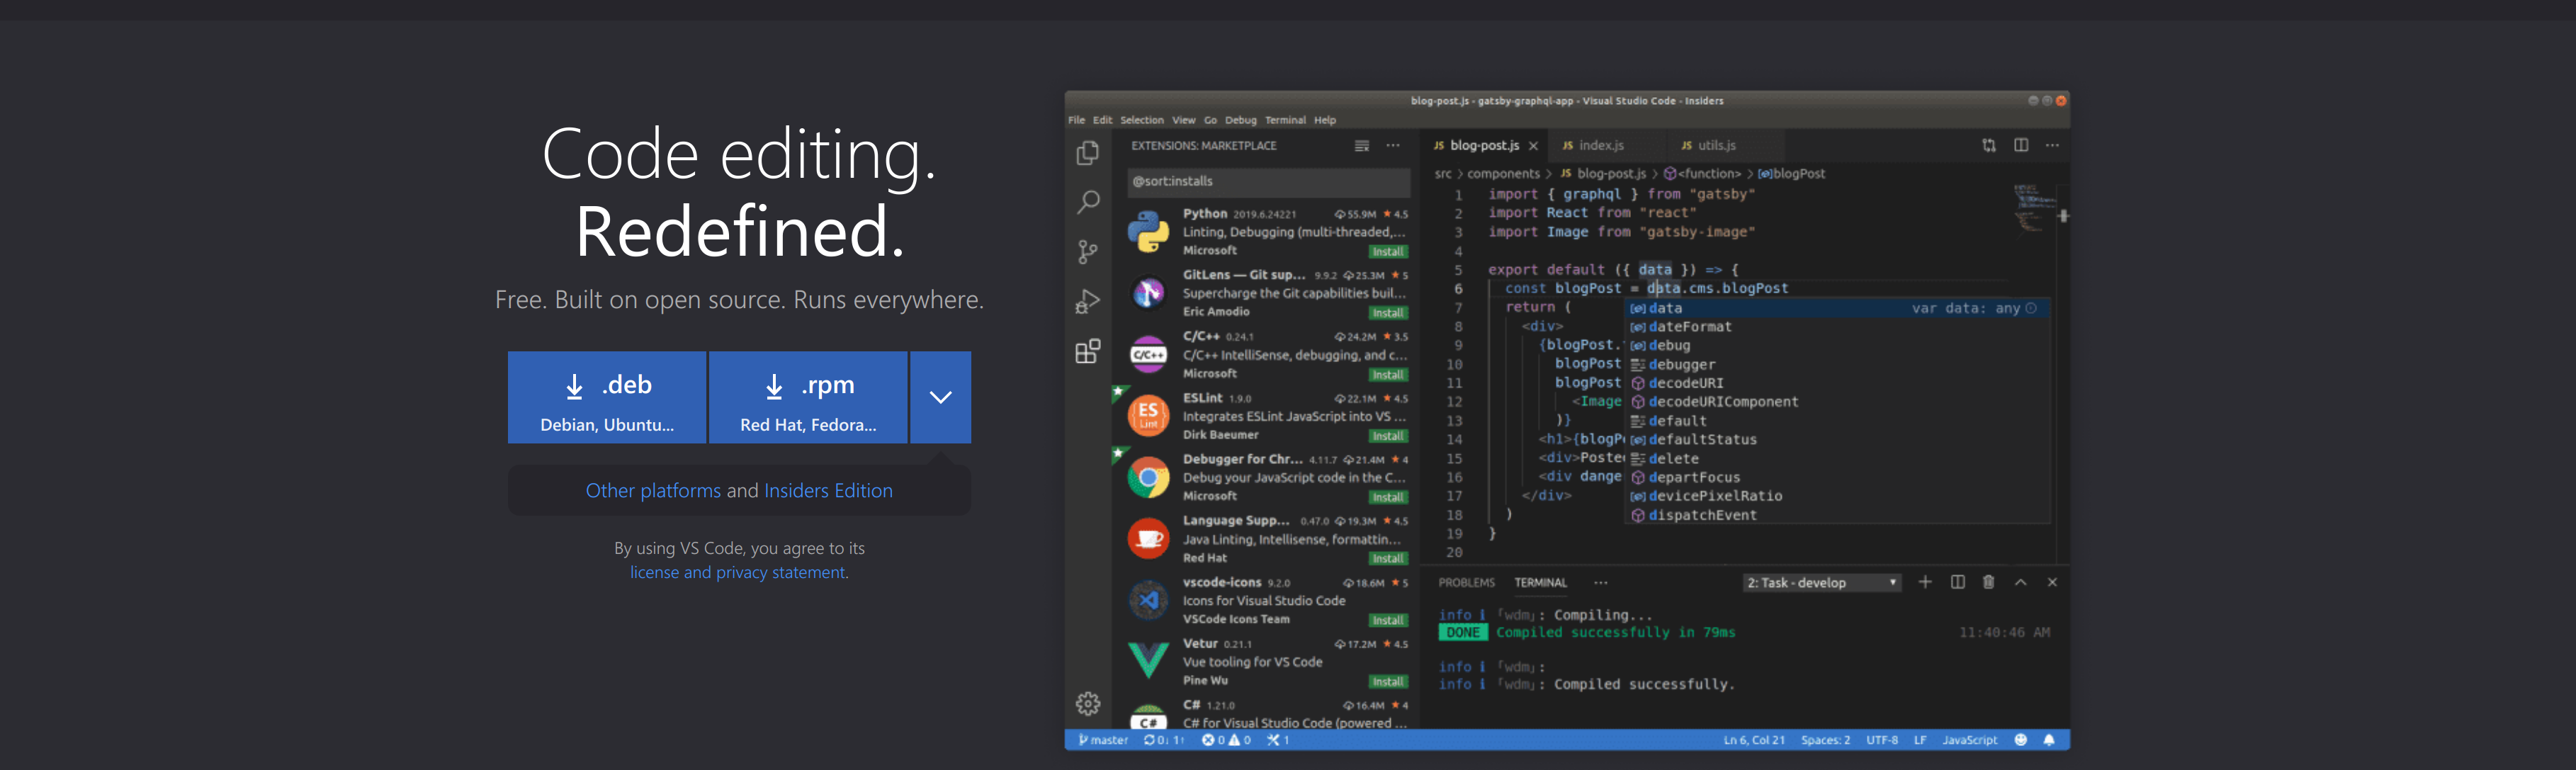 Code editing.
Redefined.
Free. Built on open source. Runs everywhere.
.deb
Debian, Ubuntu...
.rpm
Red Hat, Fedora...
Other platforms and Insiders Edition
By using VS Code, you agree to its
license and privacy statement.
blog-post.js - gatsby-graphql-app - Visual Studio Code - Insiders
File Edit Selection View Go Debug Terminal Help
EXTENSIONS: MARKETPLACE
@sort:installs
Python 2019.6.24221 55.9M ★ 4.5
Linting, Debugging (multi-threaded,...
Microsoft Install
GitLens — Git sup... 9.9.2 25.3M ★ 5
Supercharge the Git capabilities buil...
Eric Amodio Install
C/C++
C/C++ 0.24.1 24.2M ★ 3.5
C/C++ IntelliSense, debugging, and c...
Microsoft Install
ES
Lint
ESLint 1.9.0 22.1M ★ 4.5
Integrates ESLint JavaScript into VS ...
Dirk Baeumer Install
Debugger for Chr... 4.11.7 21.4M ★ 4
Debug your JavaScript code in the C...
Microsoft Install
Language Supp... 0.47.0 19.3M ★ 4.5
Java Linting, Intellisense, formattin...
Red Hat Install
vscode-icons 9.2.0 18.6M ★ 5
Icons for Visual Studio Code
VSCode Icons Team Install
Vetur 0.21.1 17.2M ★ 4.5
Vue tooling for VS Code
Pine Wu Install
C#
C# 1.21.0 16.4M ★ 4
C# for Visual Studio Code (powered ...
JS blog-post.js JS index.js JS utils.js
src > components > JS blog-post.js > <function> > blogPost
1 import { graphql } from "gatsby"
2 import React from "react"
3 import Image from "gatsby-image"
4
5 export default ({ data }) => {
6 const blogPost = data.cms.blogPost
7 return (
8 <div>
9 {blogPost.
10 blogPost
11 blogPost
12 <Image
13 )}
14 <h1>{blogP
15 <div>Poste
16 <div dange
17 </div>
18 )
19 }
20
data var data: any
dateFormat
debug
debugger
decodeURI
decodeURIComponent
default
defaultStatus
delete
departFocus
devicePixelRatio
dispatchEvent
PROBLEMS TERMINAL ... 2: Task - develop
info i ｢wdm｣: Compiling...
DONE Compiled successfully in 79ms 11:40:46 AM
info i ｢wdm｣:
info i ｢wdm｣: Compiled successfully.
master 0↓ 1↑ 0 0 1 Ln 6, Col 21 Spaces: 2 UTF-8 LF JavaScript